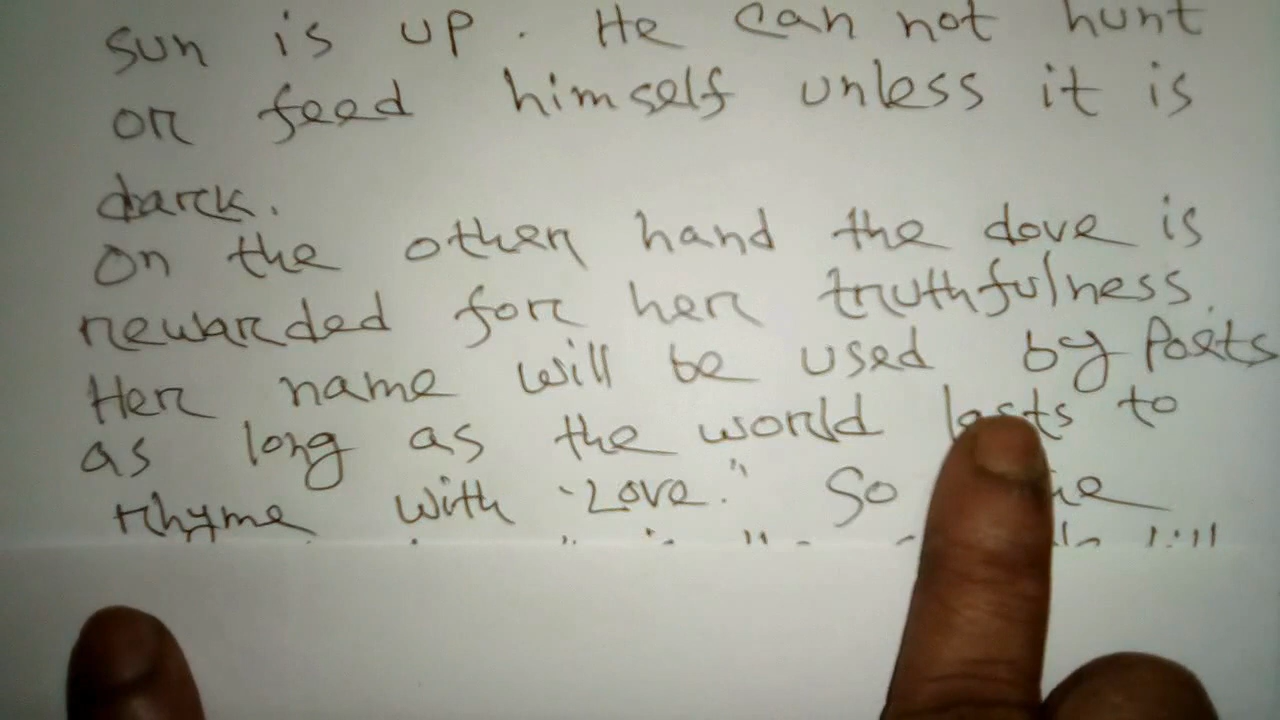 sun is up. He can not hunt
or feed himself unless it is
darck.
On the other hand the dove is
rewarded for her truthfulness.
Her name will be used by Poets
as long as the world lasts to
rhyme with "Love." So